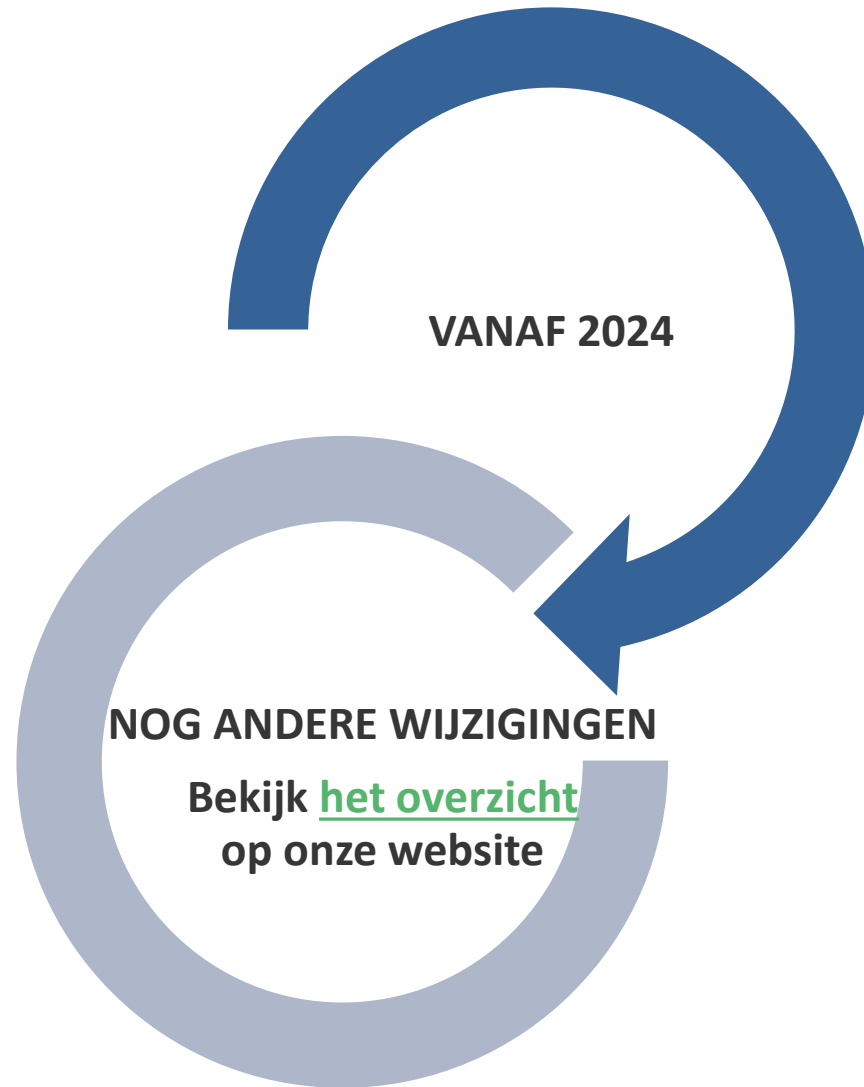 VANAF 2024
NOG ANDERE WIJZIGINGEN
Bekijk het overzicht
op onze website